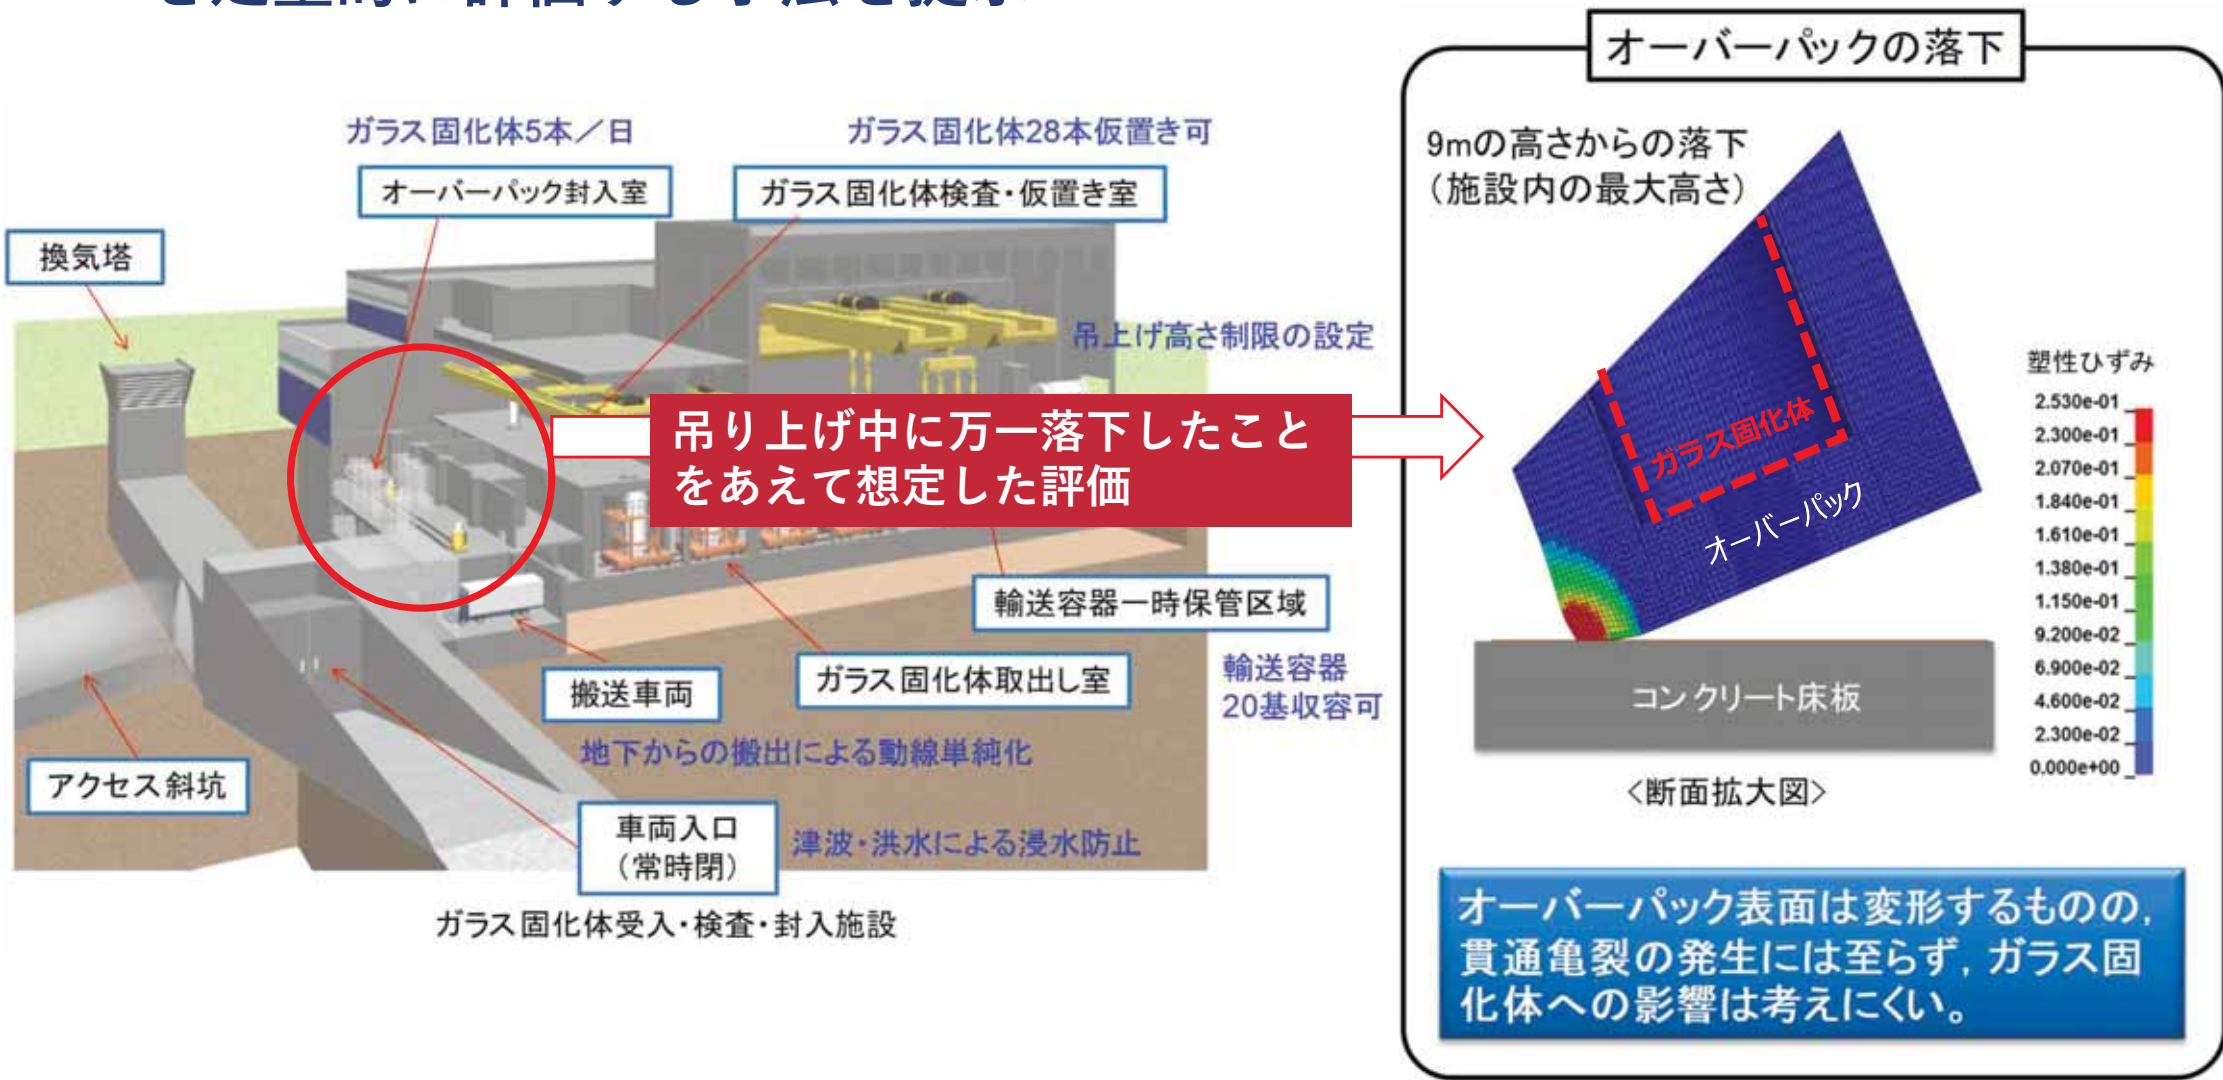 ガラス固化体5本／日
ガラス固化体28本仮置き可
オーバーパック封入室
ガラス固化体検査・仮置き室
換気塔
吊上げ高さ制限の設定
吊り上げ中に万一落下したこと
をあえて想定した評価
輸送容器一時保管区域
ガラス固化体取出し室
輸送容器
20基収容可
搬送車両
地下からの搬出による動線単純化
アクセス斜坑
車両入口
（常時閉）
津波・洪水による浸水防止
ガラス固化体受入・検査・封入施設
オーバーパックの落下
9mの高さからの落下
（施設内の最大高さ）
ガラス固化体
オーバーパック
塑性ひずみ
2.530e-01
2.300e-01
2.070e-01
1.840e-01
1.610e-01
1.380e-01
1.150e-01
9.200e-02
6.900e-02
4.600e-02
2.300e-02
0.000e+00
コンクリート床板
＜断面拡大図＞
オーバーパック表面は変形するものの,
貫通亀裂の発生には至らず, ガラス固
化体への影響は考えにくい。